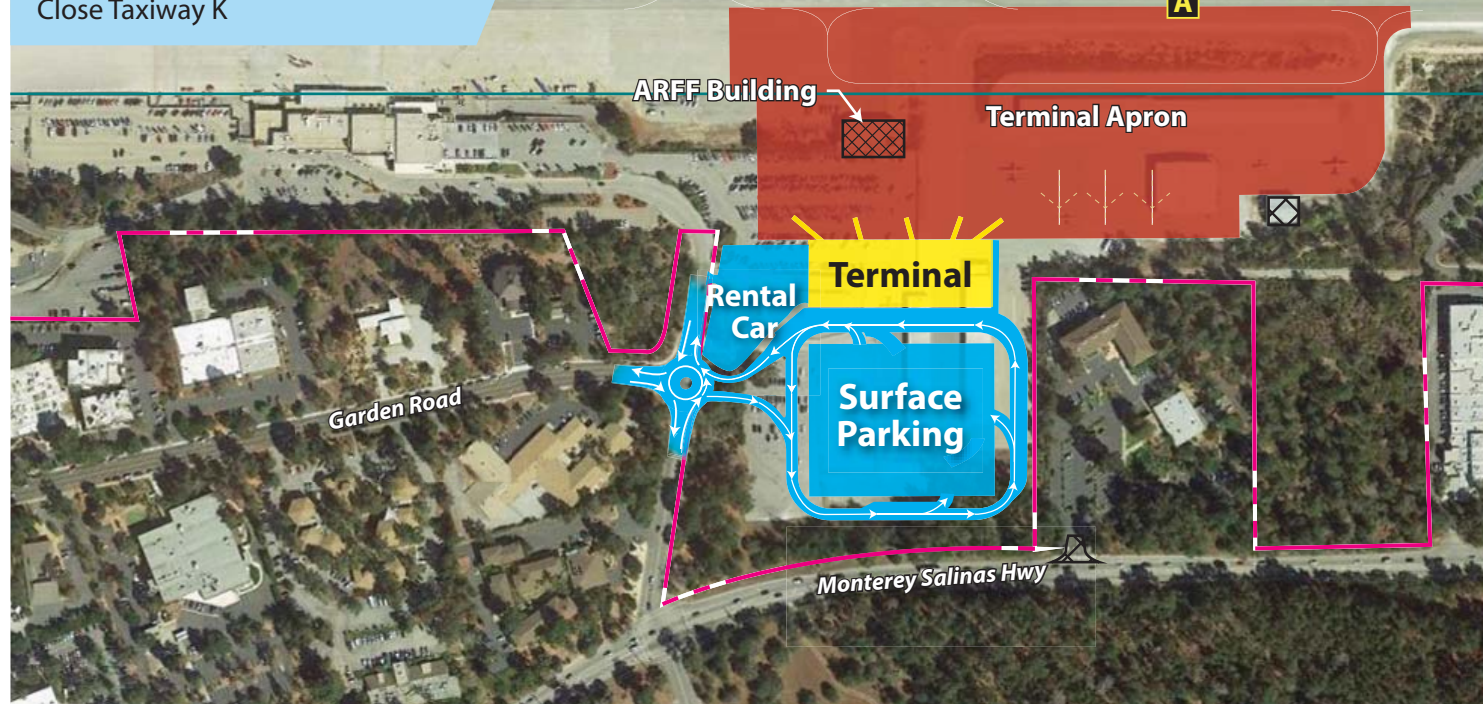 Close Taxiway K
A
ARFF Building
Terminal Apron
Terminal
Rental
Car
Surface
Parking
Garden Road
Monterey Salinas Hwy